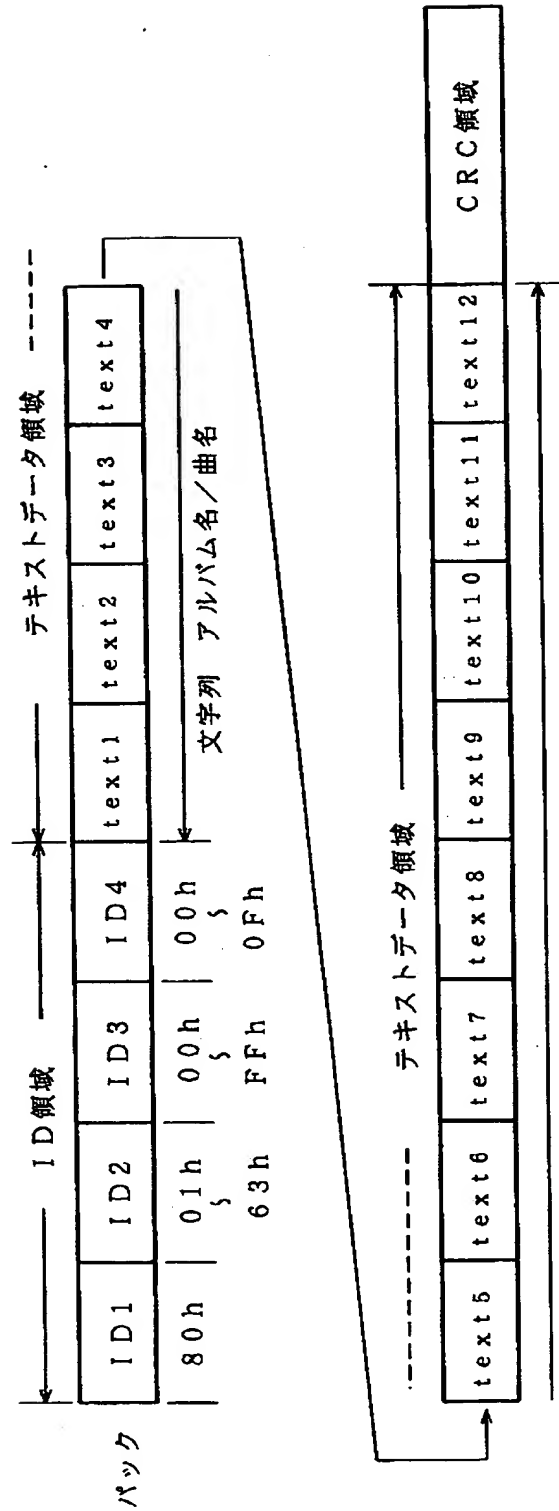 ID領域 テキストデータ領域
パック ID1 ID2 ID3 ID4 text1 text2 text3 text4
80h 01h 00h 00h
∫ ∫ ∫
63h FFh 0Fh
文字列 アルバム名/曲名
テキストデータ領域
text5 text6 text7 text8 text9 text10 text11 text12 CRC領域